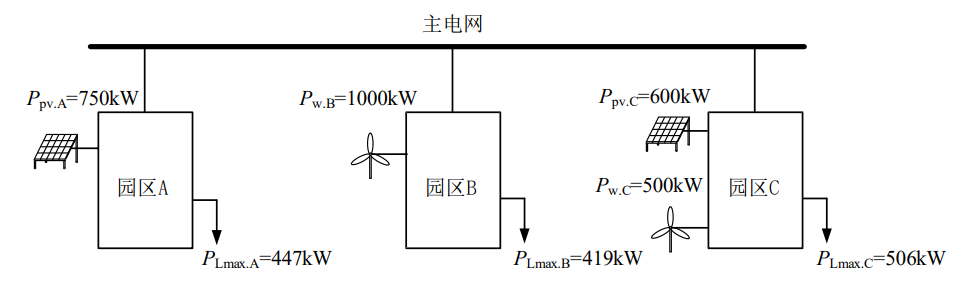 主电网
Ppv.A=750kW
Pw.B=1000kW
Ppv.C=600kW
园区A
园区B
Pw.C=500kW
园区C
PLmax.A=447kW
PLmax.B=419kW
PLmax.C=506kW